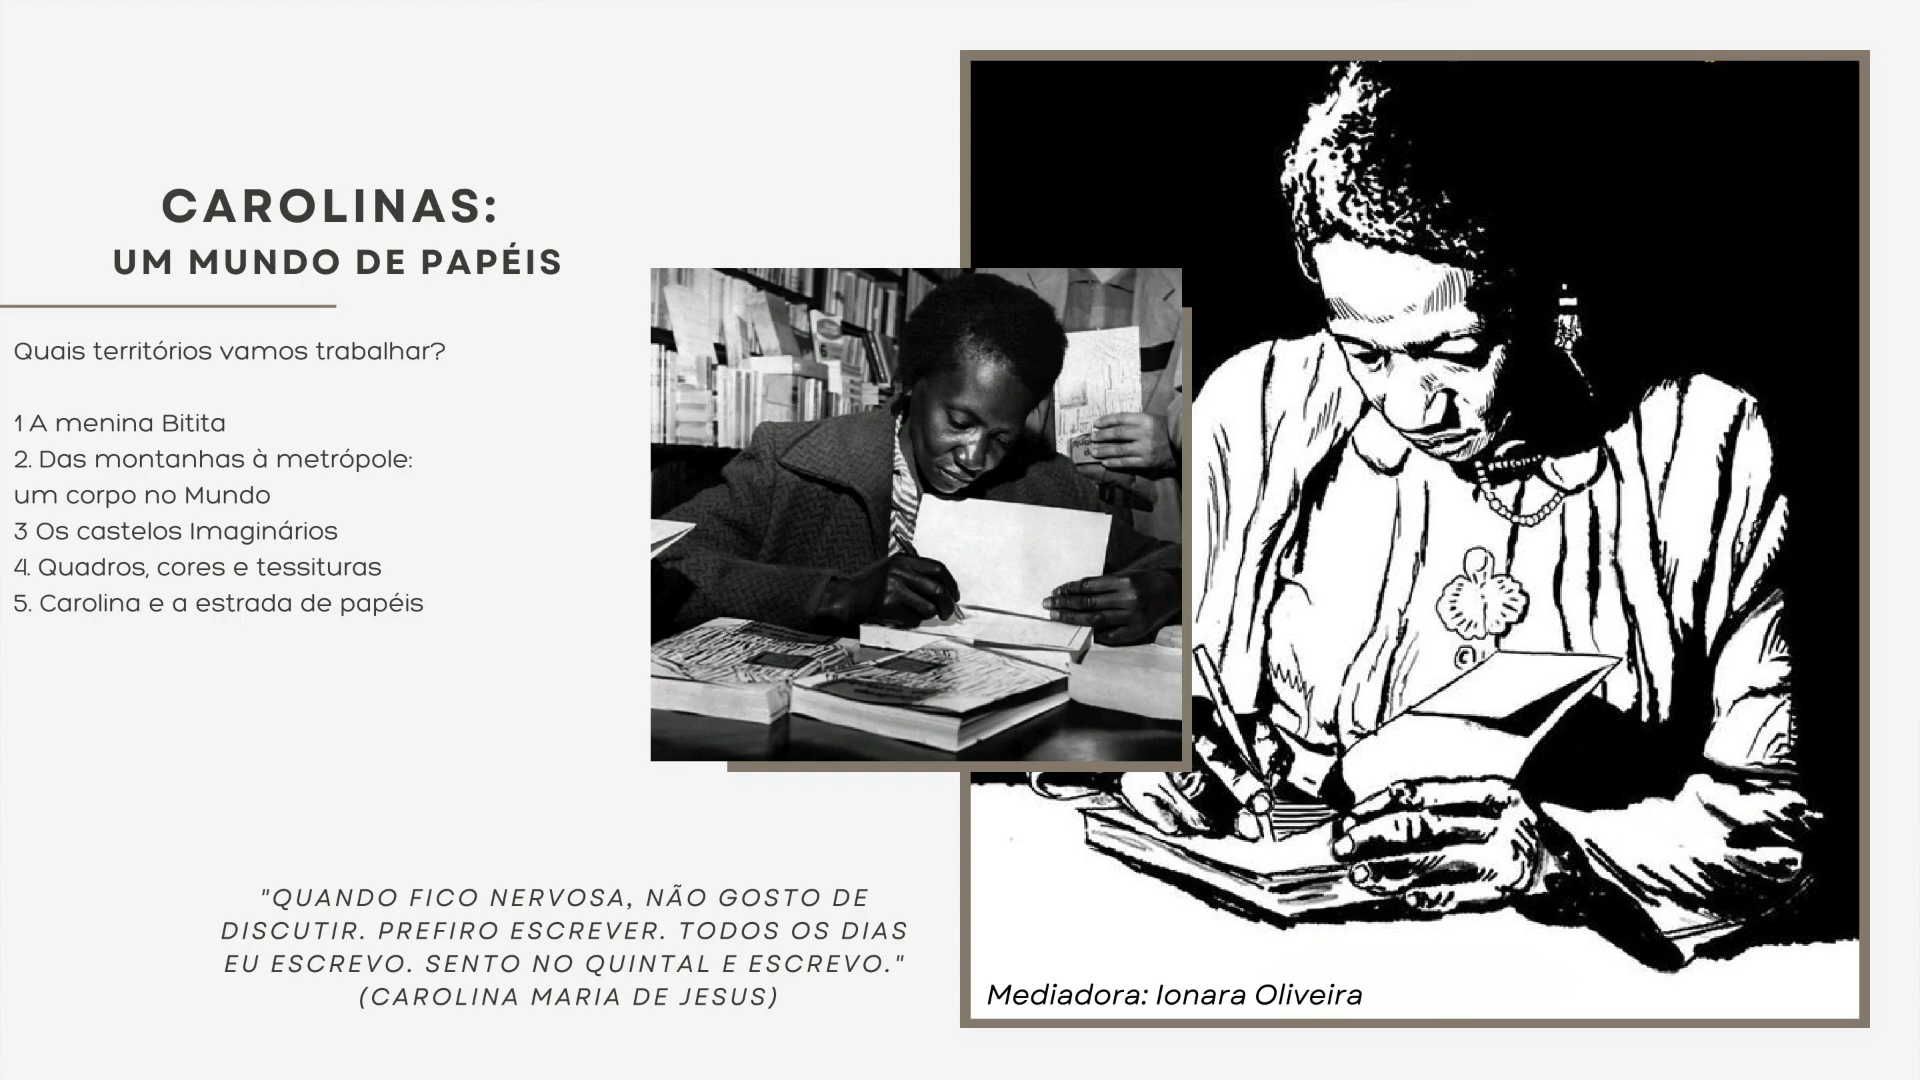 CAROLINAS:
UM MUNDO DE PAPÉIS
Quais territórios vamos trabalhar?
1 A menina Bitita
2. Das montanhas à metrópole:
um corpo no Mundo
3 Os castelos Imaginários
4. Quadros, cores e tessituras
5. Carolina e a estrada de papéis
"QUANDO FICO NERVOSA, NÃO GOSTO DE
DISCUTIR. PREFIRO ESCREVER. TODOS OS DIAS
EU ESCREVO. SENTO NO QUINTAL E ESCREVO."
(CAROLINA MARIA DE JESUS)
Mediadora: Ionara Oliveira